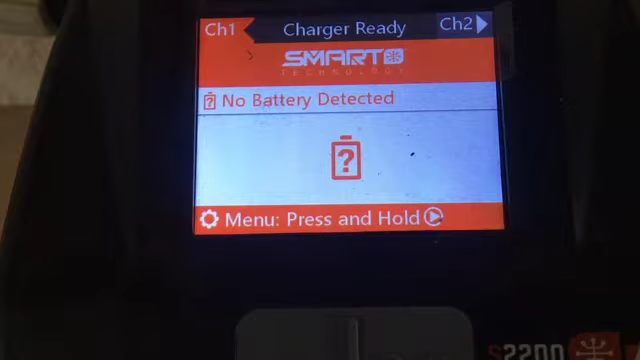 Ch1
Charger Ready
Ch2
SMART
TECHNOLOGY
? No Battery Detected
?
Menu: Press and Hold
S2200